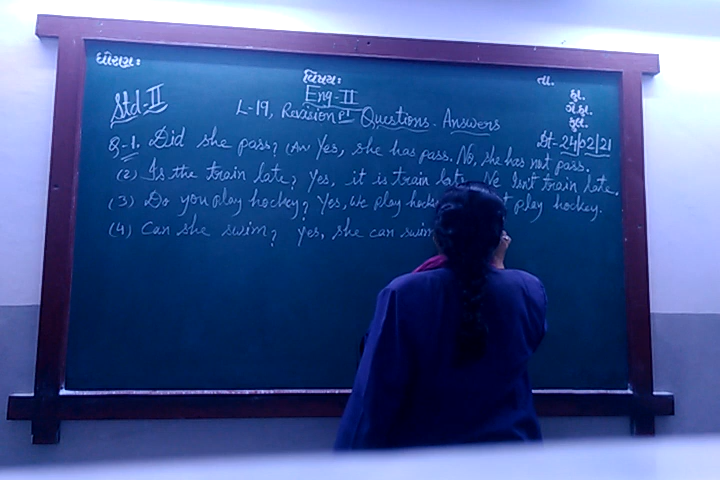 ધોરણ:
વિષય:
તા.
Std-II
Eng-II
હા.
ગે.હા.
કુલ.
L-19, Revision P1 Questions. Answers
Dt-24/02/21
Q-1. Did she pass? Yes, she has pass. No, she has not pass.
(2) Is the train late? Yes, it is train late. No Isn't train late.
(3) Do you play hockey? Yes, we play play hockey.
(4) Can she swim? Yes, she can swim